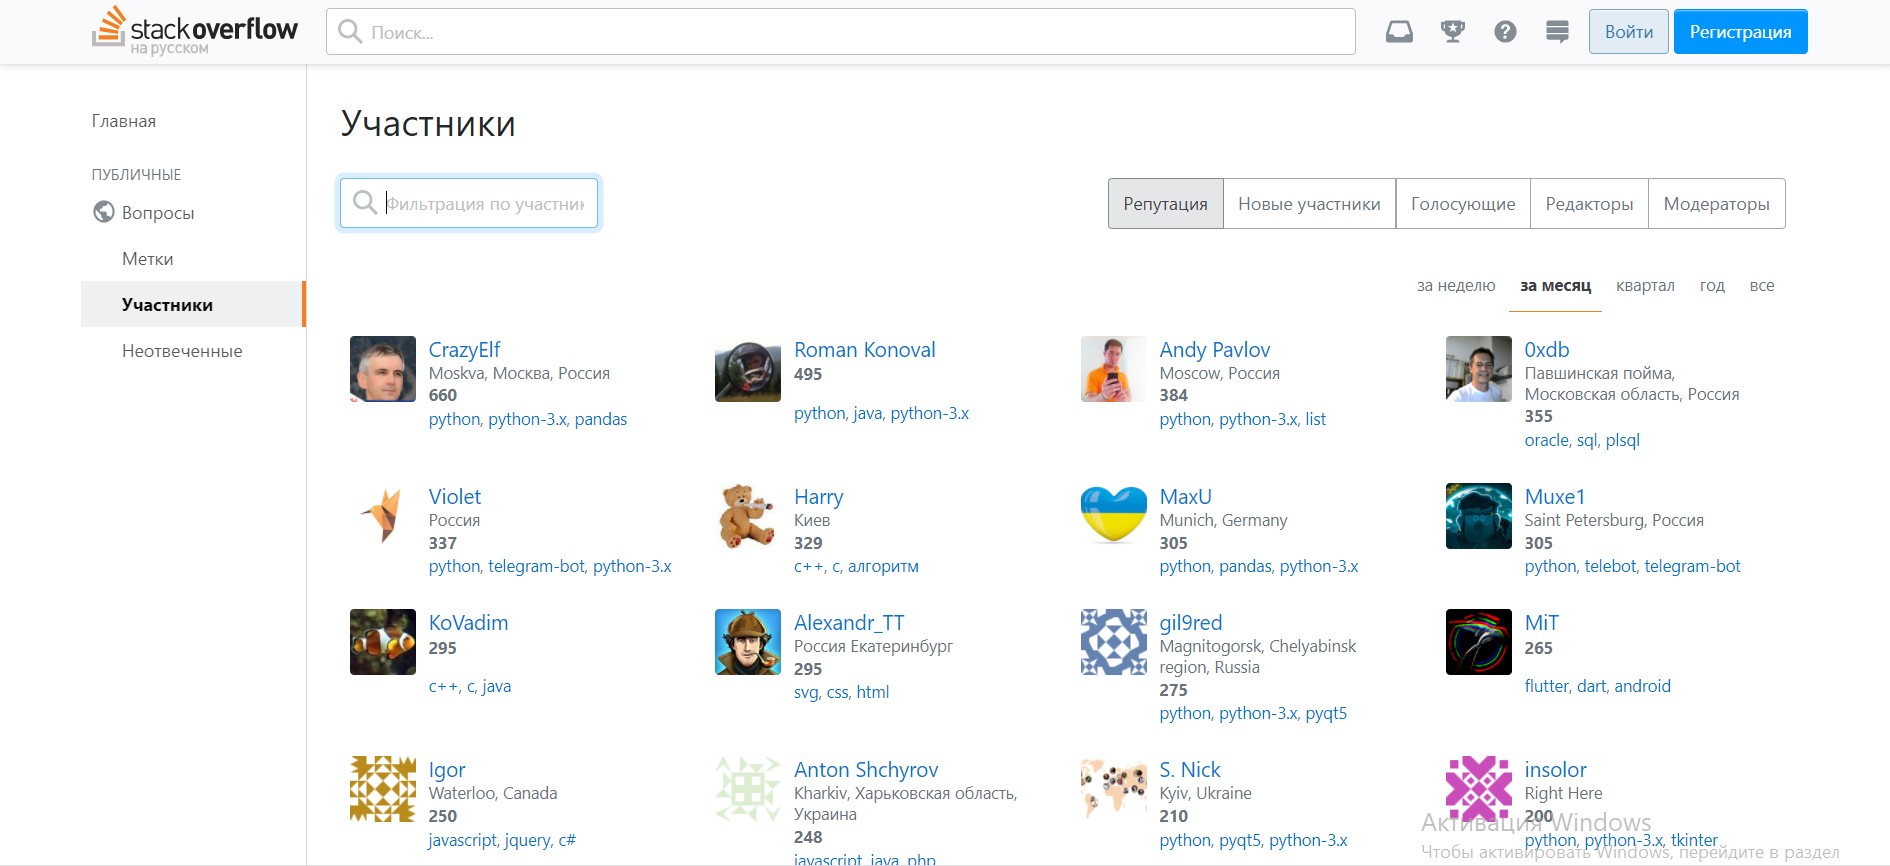 stackoverflow
на русском
Поиск...
Войти
Регистрация
Главная
ПУБЛИЧНЫЕ
Вопросы
Метки
Участники
Неотвеченные
Участники
Фильтрация по участник
Репутация
Новые участники
Голосующие
Редакторы
Модераторы
за неделю
за месяц
квартал
год
все
CrazyElf
Moskva, Москва, Россия
660
python, python-3.x, pandas
Roman Konoval
495
python, java, python-3.x
Andy Pavlov
Moscow, Россия
384
python, python-3.x, list
0xdb
Павшинская пойма,
Московская область, Россия
355
oracle, sql, plsql
Violet
Россия
337
python, telegram-bot, python-3.x
Harry
Киев
329
c++, c, алгоритм
MaxU
Munich, Germany
305
python, pandas, python-3.x
Muxe1
Saint Petersburg, Россия
305
python, telebot, telegram-bot
KoVadim
295
c++, c, java
Alexandr_TT
Россия Екатеринбург
295
svg, css, html
gil9red
Magnitogorsk, Chelyabinsk
region, Russia
275
python, python-3.x, pyqt5
MiT
265
flutter, dart, android
Igor
Waterloo, Canada
250
javascript, jquery, c#
Anton Shchyrov
Kharkiv, Харьковская область,
Украина
248
javascript, java, php
S. Nick
Kyiv, Ukraine
210
python, pyqt5, python-3.x
insolor
Right Here
200
python, python-3.x, tkinter
Активация Windows
Чтобы активировать Windows, перейдите в раздел